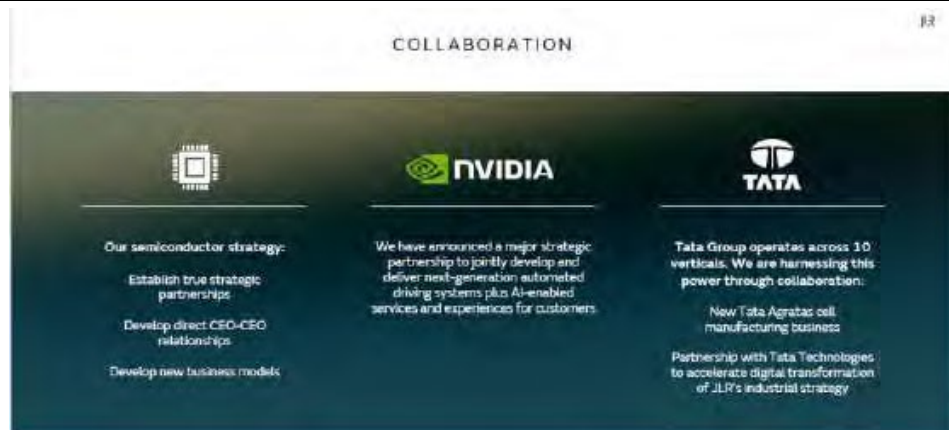 JLR
COLLABORATION
Our semiconductor strategy:
Establish true strategic
partnerships
Develop direct CEO-CEO
relationships
Develop new business models
NVIDIA
We have announced a major strategic
partnership to jointly develop and
deliver next-generation automated
driving systems plus AI-enabled
services and experiences for customers
TATA
Tata Group operates across 10
verticals. We are harnessing this
power through collaboration:
New Tata Agratas cell
manufacturing business
Partnership with Tata Technologies
to accelerate digital transformation
of JLR's industrial strategy